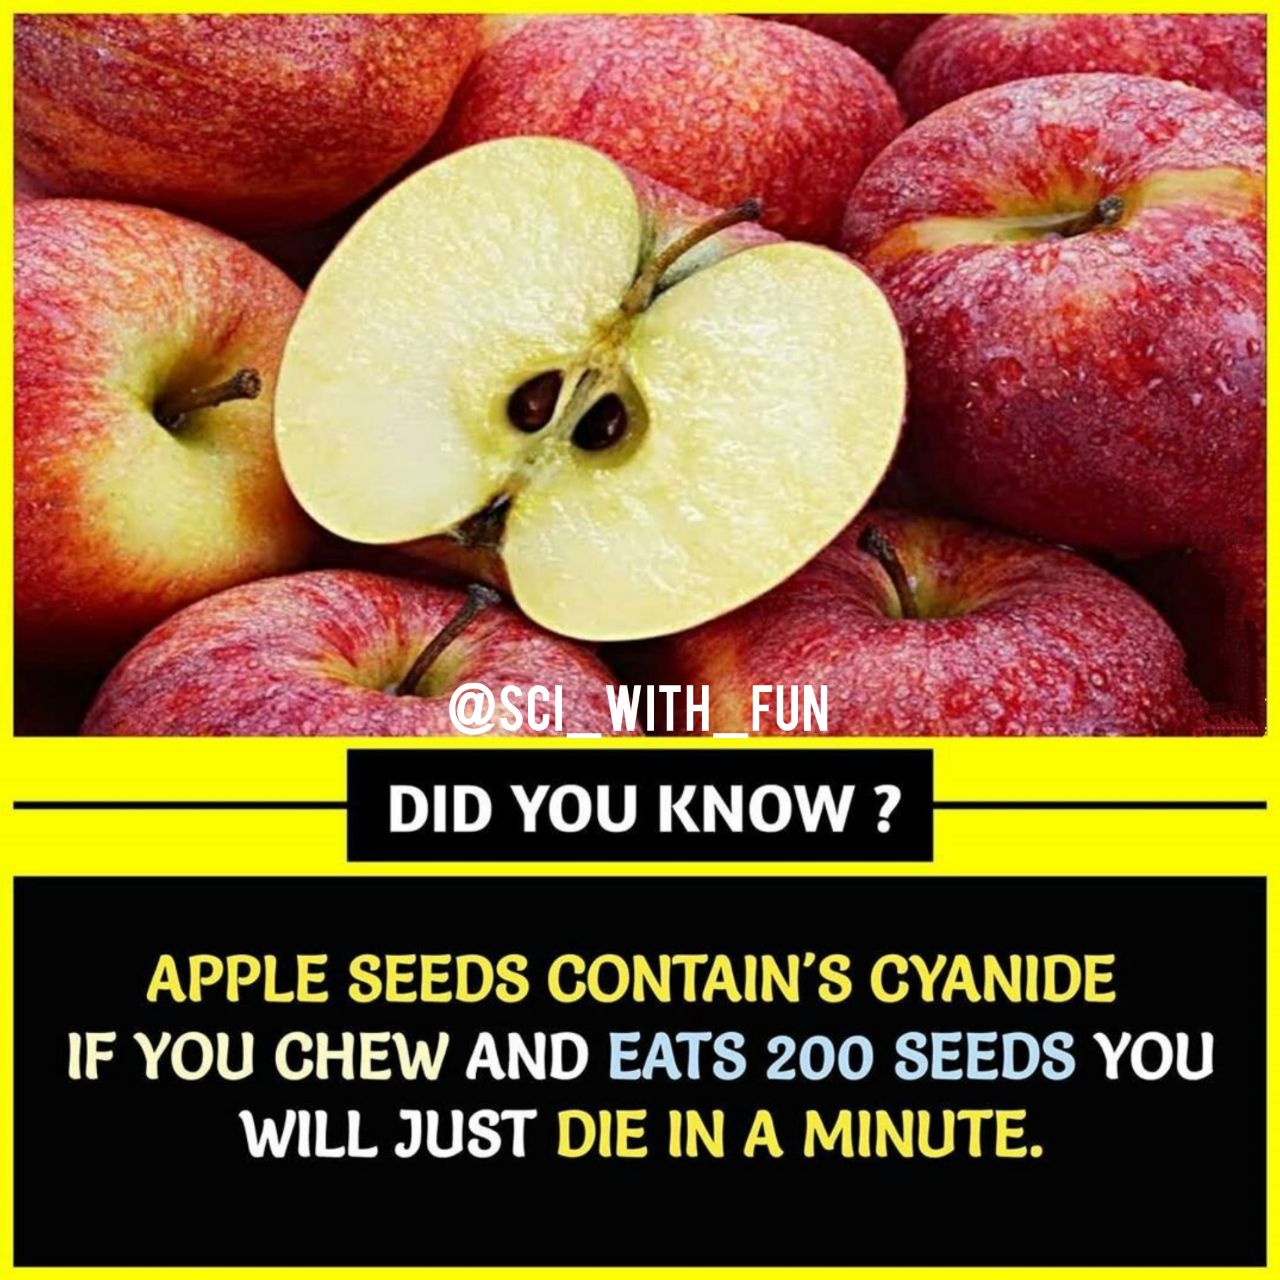 @SCI_WITH_FUN
DID YOU KNOW ?
APPLE SEEDS CONTAIN'S CYANIDE
IF YOU CHEW AND EATS 200 SEEDS YOU
WILL JUST DIE IN A MINUTE.